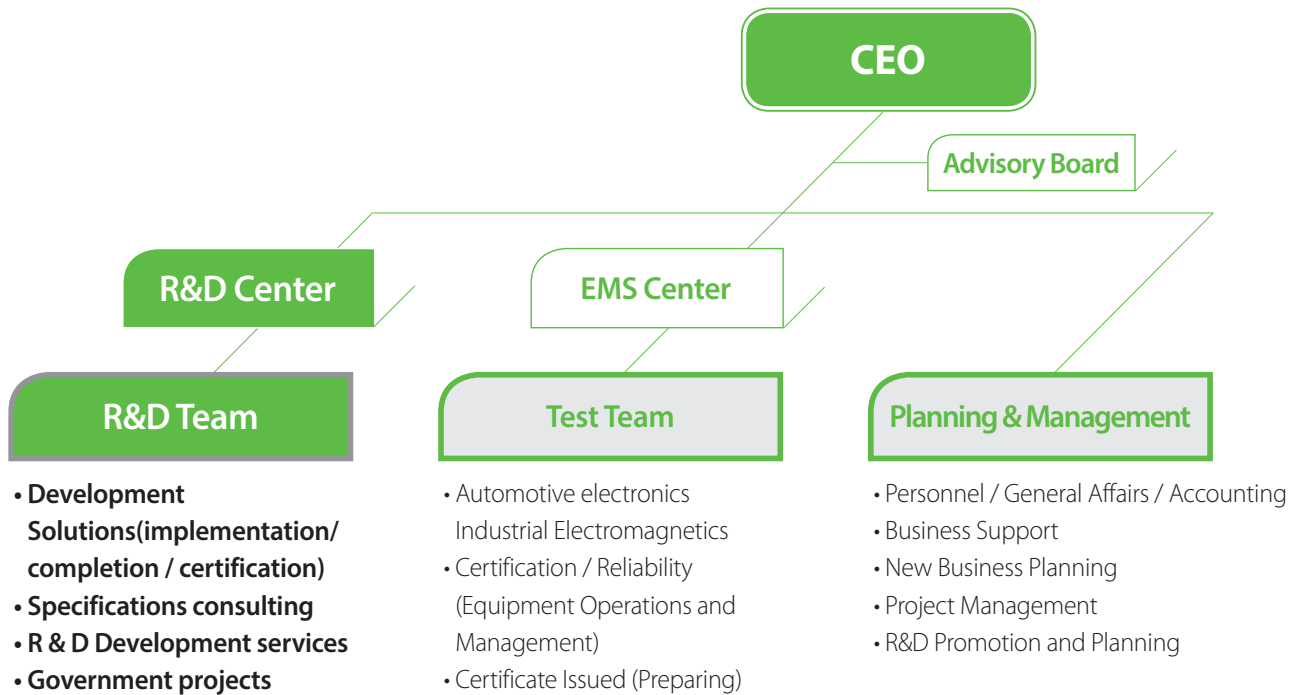 CEO
Advisory Board
R&D Center
EMS Center
R&D Team
Test Team
Planning & Management
• Development
Solutions(implementation/
completion / certification)
• Specifications consulting
• R & D Development services
• Government projects
• Automotive electronics
Industrial Electromagnetics
• Certification / Reliability
(Equipment Operations and
Management)
• Certificate Issued (Preparing)
• Personnel / General Affairs / Accounting
• Business Support
• New Business Planning
• Project Management
• R&D Promotion and Planning